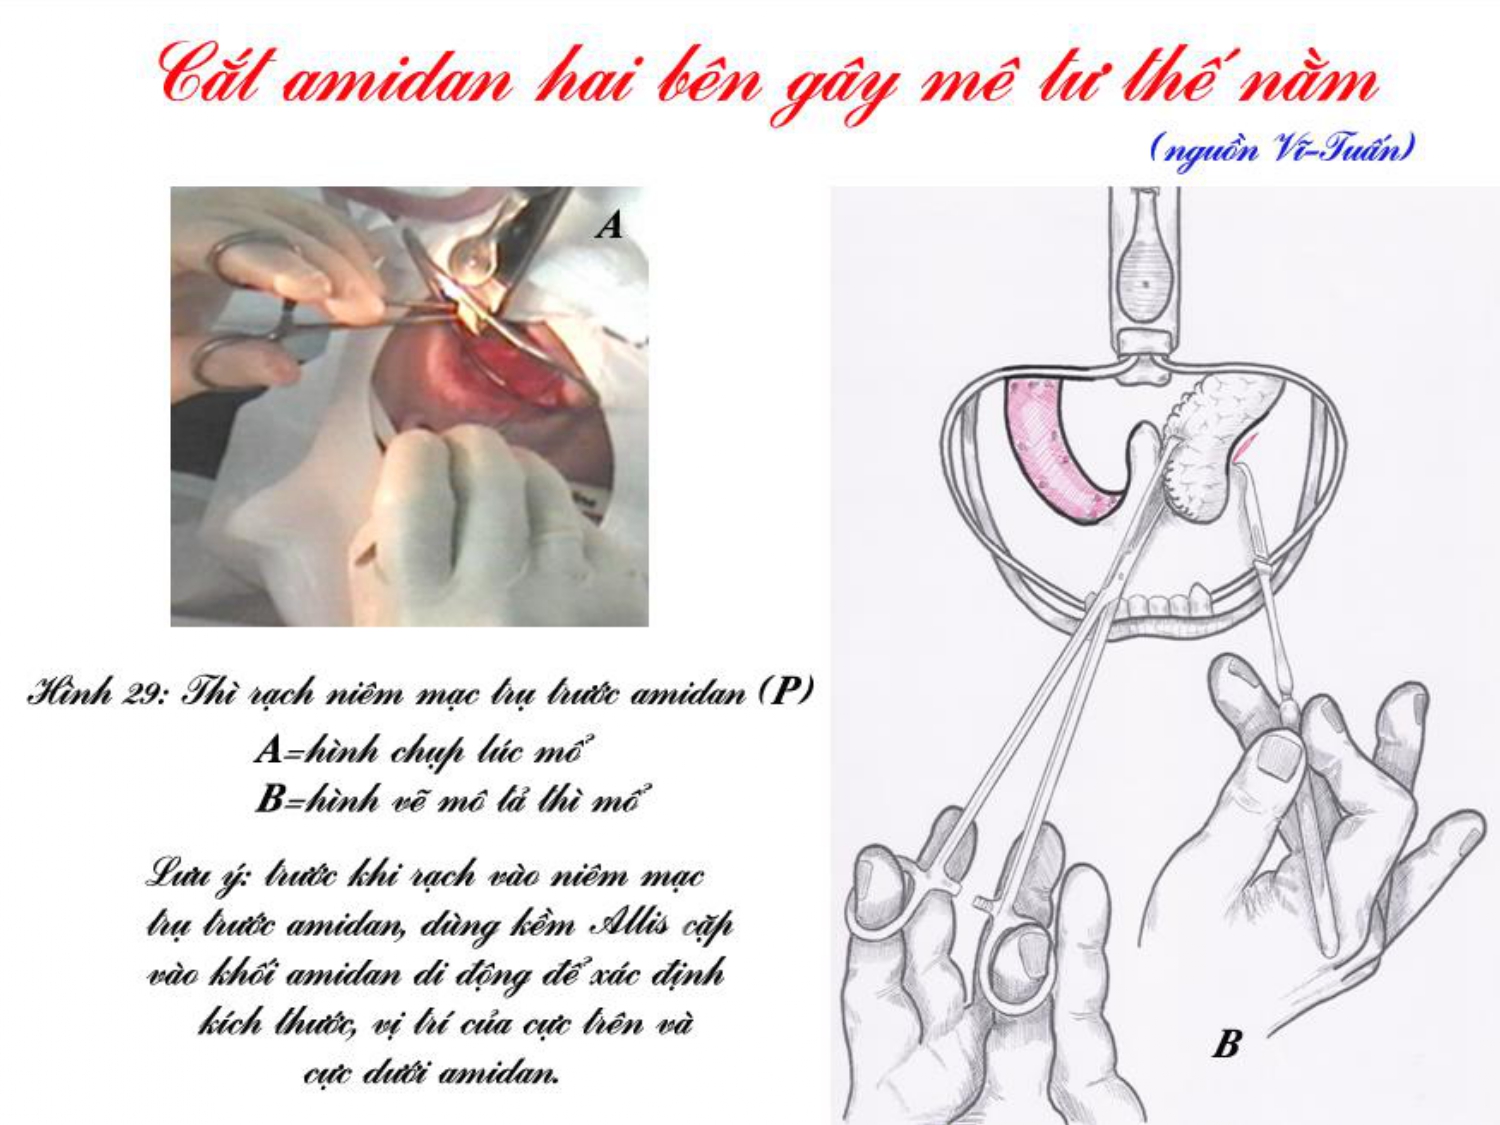 Cắt amidan hai bên gây mê tư thế nằm
(nguồn Vĩ-Tuấn)
A
Hình 29: Thì rạch niêm mạc trụ trước amidan (P)
A=hình chụp lúc mổ
B=hình vẽ mô tả thì mổ
Lưu ý: trước khi rạch vào niêm mạc
trụ trước amidan, dùng kềm Allis cặp
vào khối amidan di động để xác định
kích thước, vị trí của cực trên và
cực dưới amidan.
B